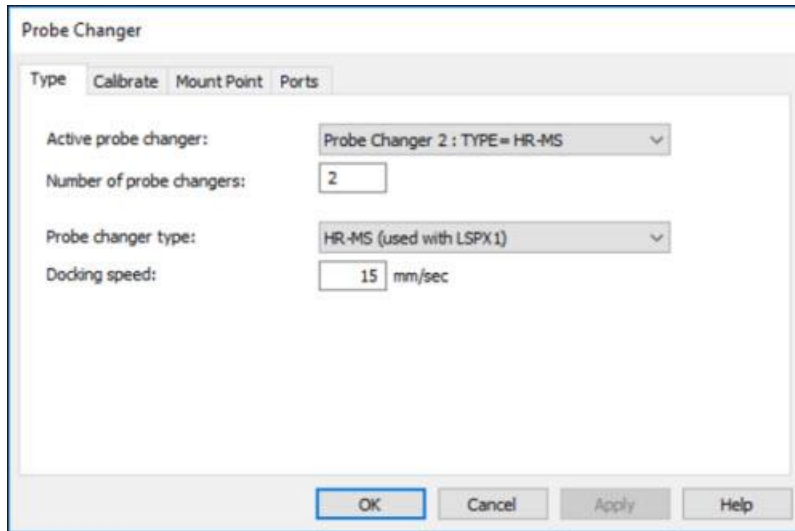 Probe Changer
Type Calibrate Mount Point Ports
Active probe changer: Probe Changer 2 : TYPE= HR-MS
Number of probe changers: 2
Probe changer type: HR-MS (used with LSPX1)
Docking speed: 15 mm/sec
OK Cancel Apply Help